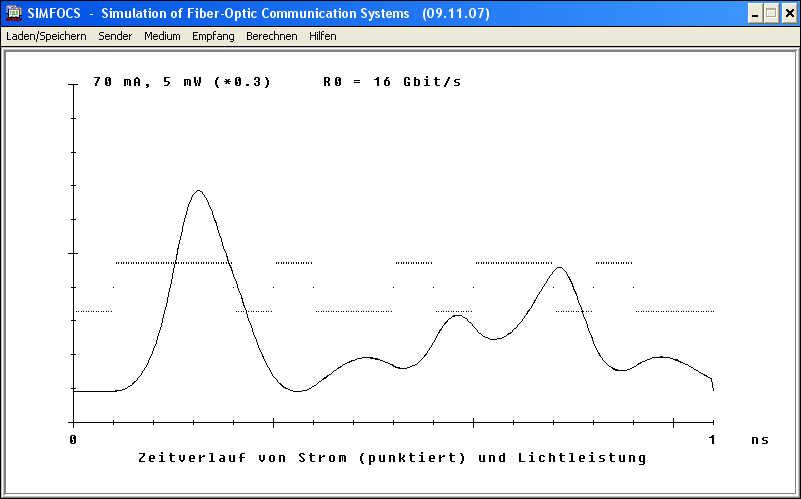 SIMFOCS - Simulation of Fiber-Optic Communication Systems (09.11.07)
Laden/Speichern Sender Medium Empfang Berechnen Hilfen
70 mA, 5 mW (*0.3) R0 = 16 Gbit/s
0 1 ns
Zeitverlauf von Strom (punktiert) und Lichtleistung